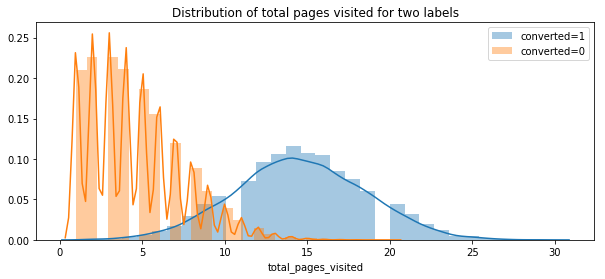 Distribution of total pages visited for two labels
converted=1
converted=0
0.25
0.20
0.15
0.10
0.05
0.00
0 5 10 15 20 25 30
total_pages_visited